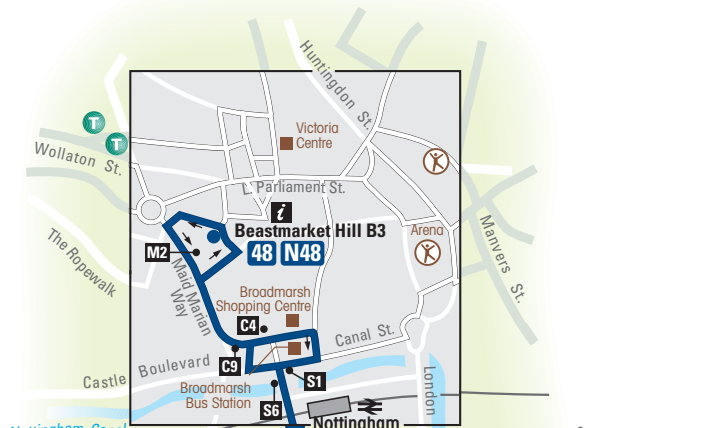 Huntingdon St.
Victoria
Centre
T
T
Wollaton St.
L. Parliament St.
i
Beastmarket Hill B3
48 N48
M2
Arena
Manvers St.
The Ropewalk
Maid Marian
Way
Broadmarsh
Shopping Centre
C4
Canal St.
C9
Castle Boulevard
S1
Broadmarsh
Bus Station
S6
London
Nottingham
Nottingham Canal